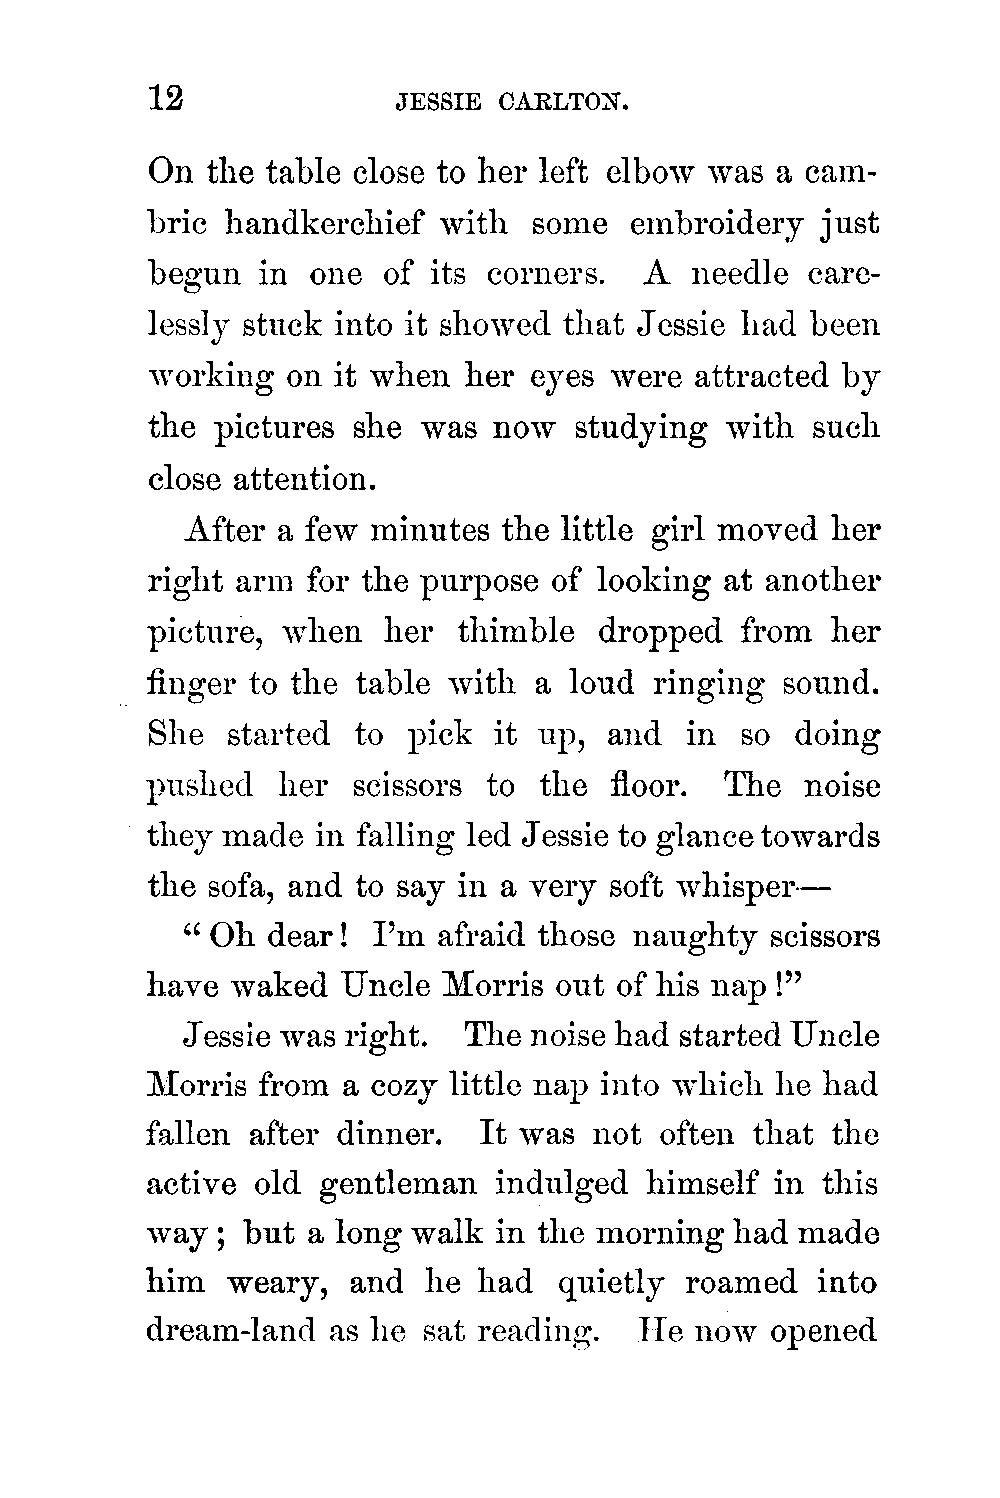 12 JESSIE CARLTON.
On the table close to her left elbow was a cam-
bric handkerchief with some embroidery just
begun in one of its corners. A needle care-
lessly stuck into it showed that Jessie had been
working on it when her eyes were attracted by
the pictures she was now studying with such
close attention.
After a few minutes the little girl moved her
right arm for the purpose of looking at another
picture, when her thimble dropped from her
finger to the table with a loud ringing sound.
She started to pick it up, and in so doing
pushed her scissors to the floor. The noise
they made in falling led Jessie to glance towards
the sofa, and to say in a very soft whisper—
“Oh dear! I’m afraid those naughty scissors
have waked Uncle Morris out of his nap!”
Jessie was right. The noise had started Uncle
Morris from a cozy little nap into which he had
fallen after dinner. It was not often that the
active old gentleman indulged himself in this
way; but a long walk in the morning had made
him weary, and he had quietly roamed into
dream-land as he sat reading. He now opened